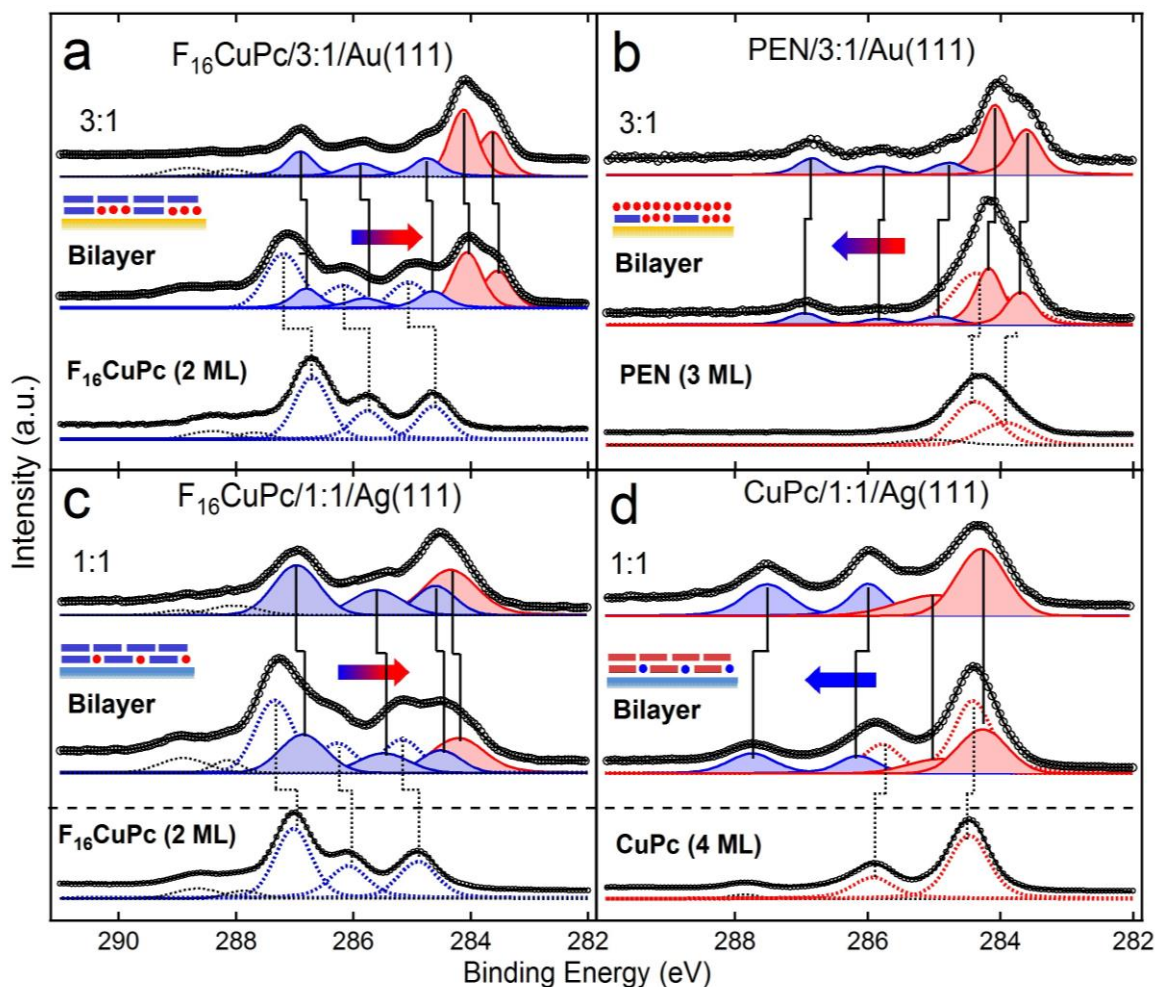 a
F₁₆CuPc/3:1/Au(111)
3:1
Bilayer
F₁₆CuPc (2 ML)
b
PEN/3:1/Au(111)
3:1
Bilayer
PEN (3 ML)
c
F₁₆CuPc/1:1/Ag(111)
1:1
Bilayer
F₁₆CuPc (2 ML)
d
CuPc/1:1/Ag(111)
1:1
Bilayer
CuPc (4 ML)
Intensity (a.u.)
290 288 286 284 282
288 286 284 282
Binding Energy (eV)